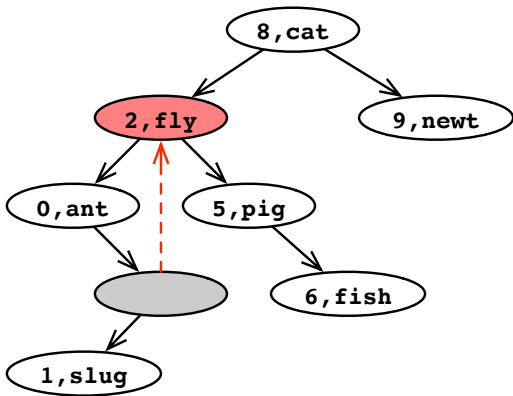 8,cat
2,fly
9,newt
0,ant
5,pig
6,fish
1,slug